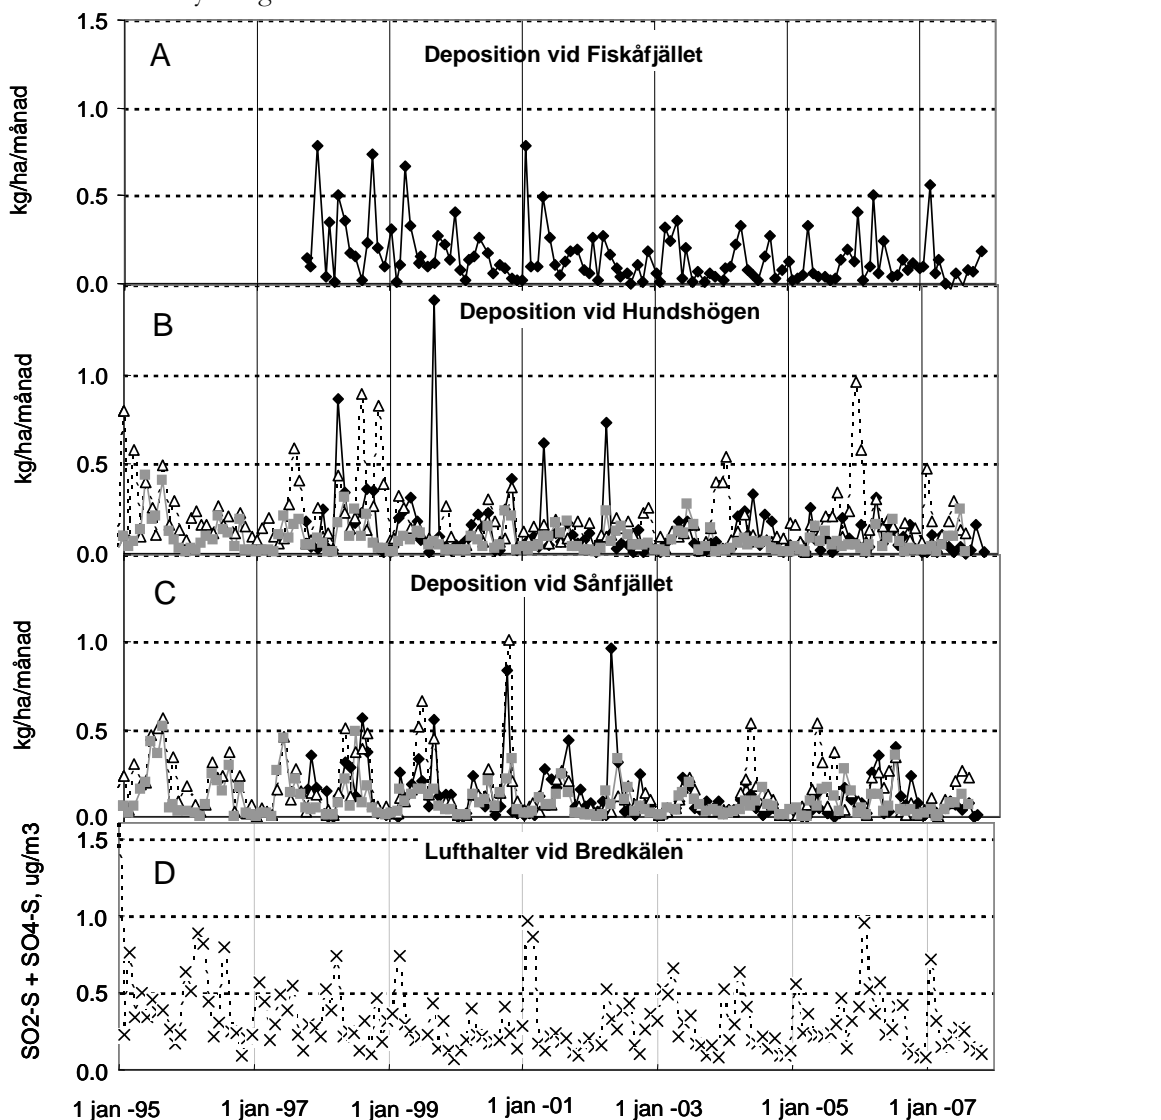 1.5
A
Deposition vid Fiskåfjället
1.0
kg/ha/månad
0.5
0.0
B
Deposition vid Hundshögen
1.0
kg/ha/månad
0.5
0.0
C
Deposition vid Sånfjället
1.0
kg/ha/månad
0.5
0.0
1.5
Lufthalter vid Bredkälen
D
SO2-S + SO4-S, ug/m3
1.0
0.5
0.0
1 jan -95 1 jan -97 1 jan -99 1 jan -01 1 jan -03 1 jan -05 1 jan -07